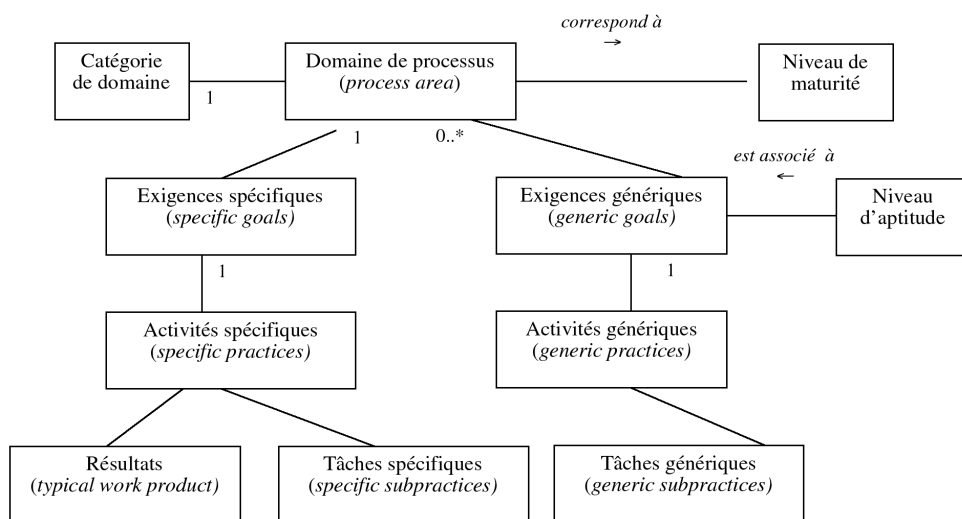 correspond à
→
Catégorie
de domaine
1
Domaine de processus
(process area)
Niveau de
maturité
1
0..*
est associé à
←
Exigences spécifiques
(specific goals)
Exigences génériques
(generic goals)
Niveau
d’aptitude
1
1
Activités spécifiques
(specific practices)
Activités génériques
(generic practices)
Résultats
(typical work product)
Tâches spécifiques
(specific subpractices)
Tâches génériques
(generic subpractices)